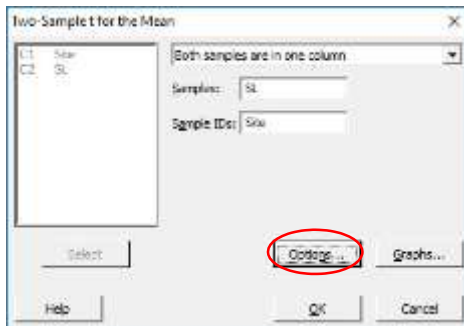 Two-Sample t for the Mean
C1 Site
C2 SL
Both samples are in one column
Samples: SL
Sample IDs: Site
Select
Options...
Graphs...
Help
OK
Cancel